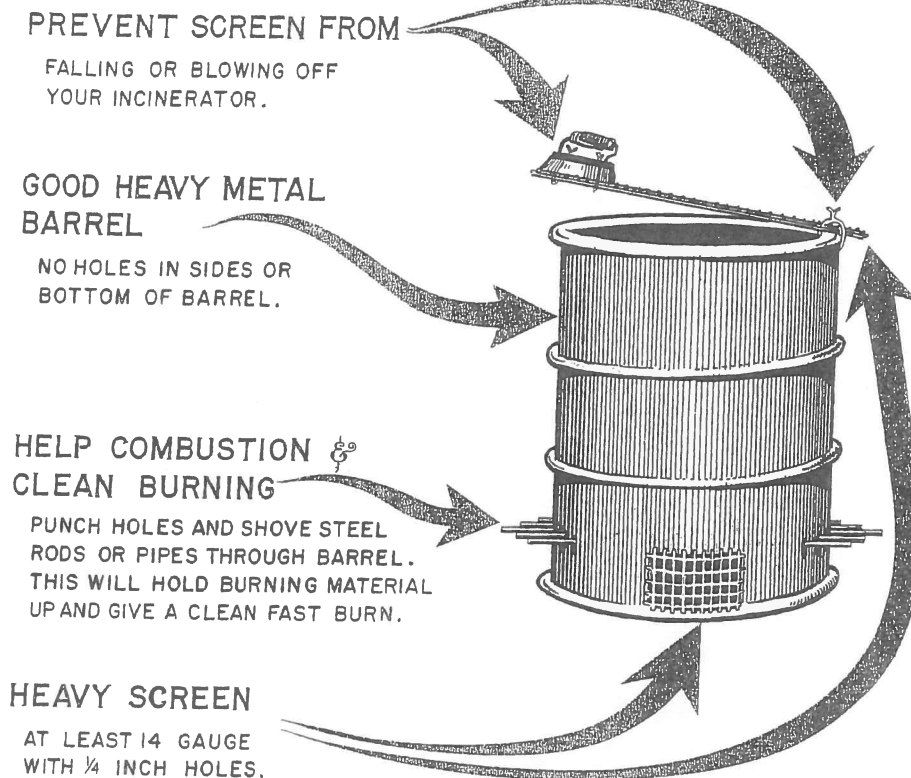 PREVENT SCREEN FROM
FALLING OR BLOWING OFF
YOUR INCINERATOR.
GOOD HEAVY METAL
BARREL
NO HOLES IN SIDES OR
BOTTOM OF BARREL.
HELP COMBUSTION &
CLEAN BURNING
PUNCH HOLES AND SHOVE STEEL
RODS OR PIPES THROUGH BARREL.
THIS WILL HOLD BURNING MATERIAL
UP AND GIVE A CLEAN FAST BURN.
HEAVY SCREEN
AT LEAST 14 GAUGE
WITH ¼ INCH HOLES.